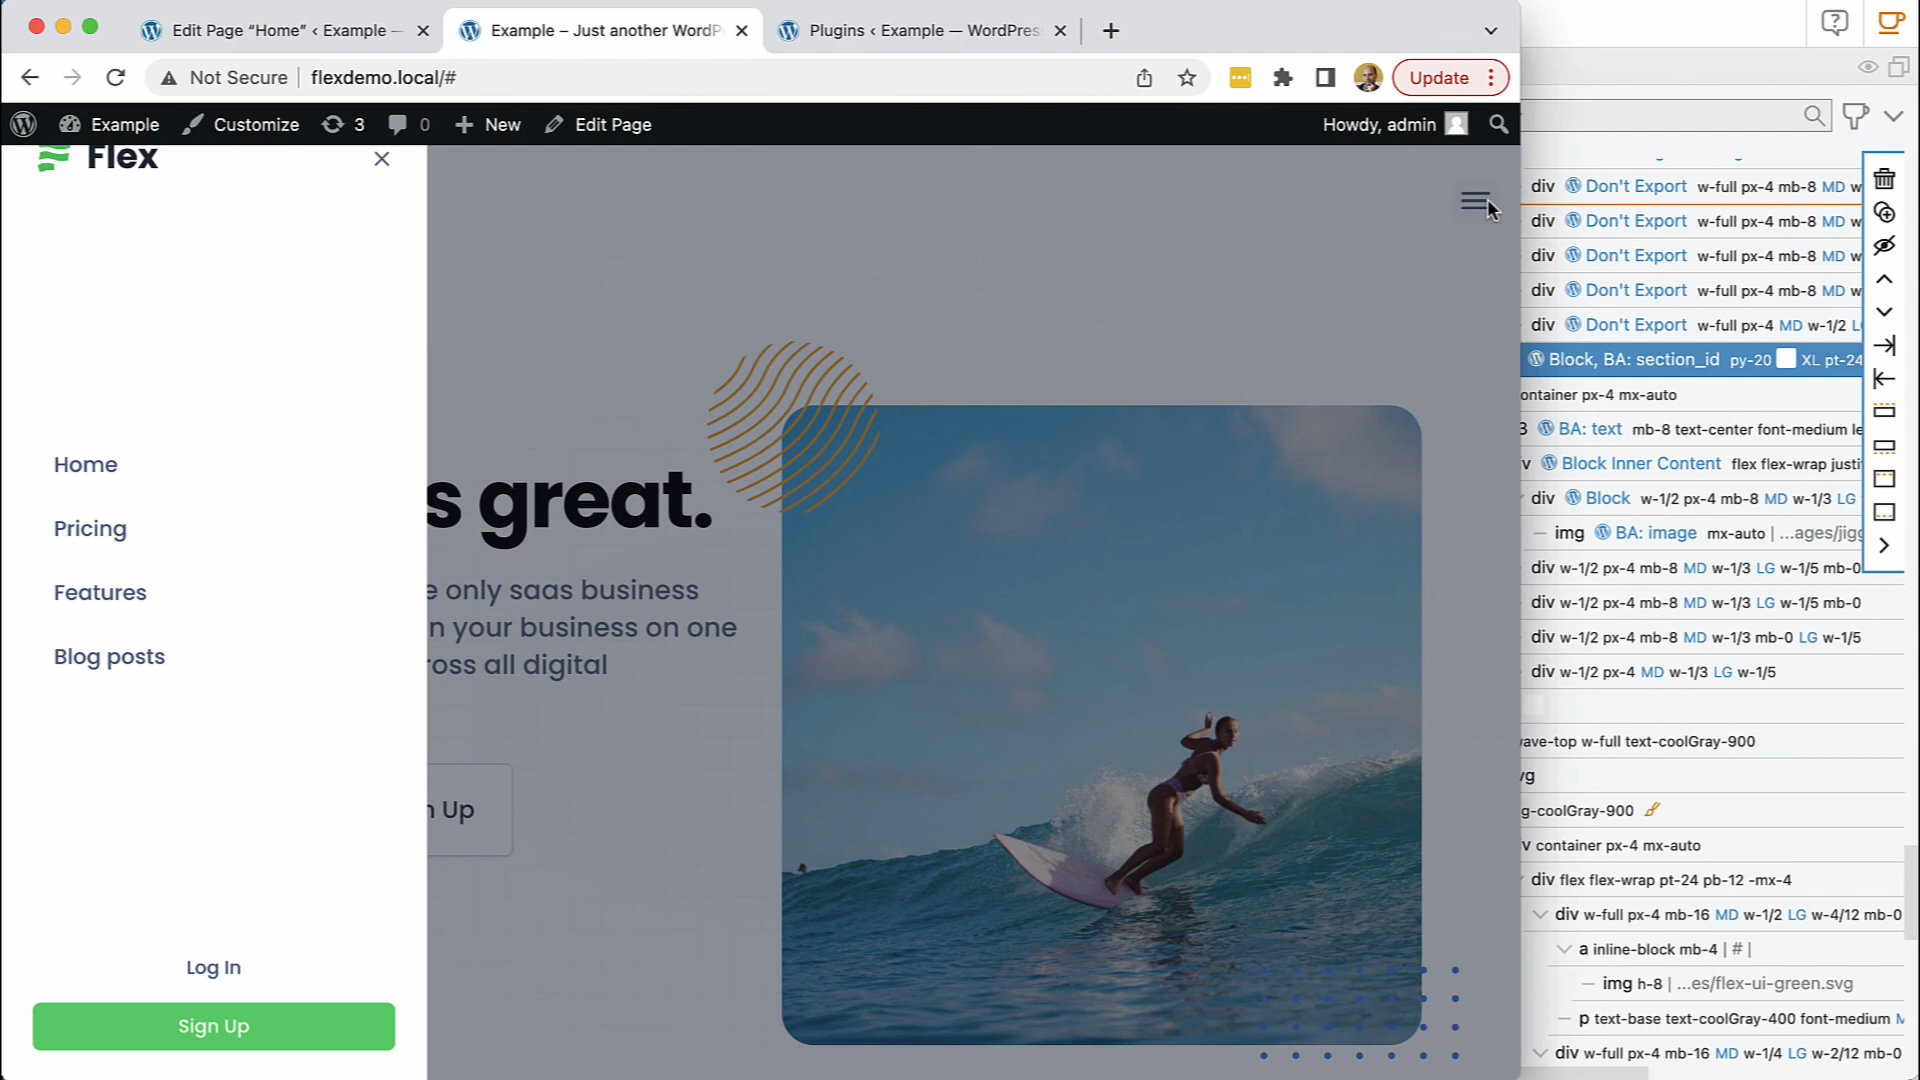 Edit Page “Home” ‹ Example —
Example – Just another WordP
Plugins ‹ Example — WordPres
Not Secure
flexdemo.local/#
Update
Example
Customize
3
0
New
Edit Page
Howdy, admin
Flex
Home
Pricing
Features
Blog posts
Log In
Sign Up
s great.
e only saas business
n your business on one
ross all digital
n Up
div Don't Export w-full px-4 mb-8 MD w
div Don't Export w-full px-4 mb-8 MD w
div Don't Export w-full px-4 mb-8 MD w
div Don't Export w-full px-4 mb-8 MD w
div Don't Export w-full px-4 MD w-1/2 L
Block, BA: section_id py-20 XL pt-24
ontainer px-4 mx-auto
3 BA: text mb-8 text-center font-medium le
v Block Inner Content flex flex-wrap justi
div Block w-1/2 px-4 mb-8 MD w-1/3 LG
img BA: image mx-auto | ...ages/jigg
div w-1/2 px-4 mb-8 MD w-1/3 LG w-1/5 mb-0
div w-1/2 px-4 mb-8 MD w-1/3 LG w-1/5 mb-0
div w-1/2 px-4 mb-8 MD w-1/3 mb-0 LG w-1/5
div w-1/2 px-4 MD w-1/3 LG w-1/5
ave-top w-full text-coolGray-900
vg
g-coolGray-900
v container px-4 mx-auto
div flex flex-wrap pt-24 pb-12 -mx-4
div w-full px-4 mb-16 MD w-1/2 LG w-4/12 mb-0
a inline-block mb-4 | # |
img h-8 | ...es/flex-ui-green.svg
p text-base text-coolGray-400 font-medium M
div w-full px-4 mb-16 MD w-1/4 LG w-2/12 mb-0